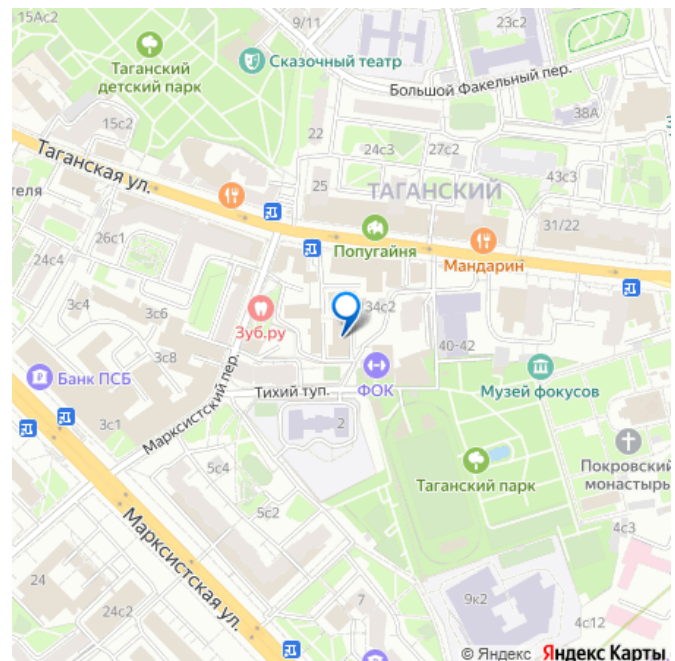 15Ас2
9/11
23с2
Таганский
детский парк
Сказочный театр
Большой Факельный пер.
38А
15с2
22
24с3
27с2
Таганская ул.
43с3
теля
25
ТАГАНСКИЙ
31/22
26с1
Попугайня
Мандарин
24с4
3с4
3с6
34с2
Зуб.ру
3с8
40-42
Банк ПСБ
Марксистский пер.
Тихий туп.
ФОК
Музей фокусов
3с1
2
5с4
Таганский парк
Покровский
монастырь
5с2
4с3
Марксистская ул.
7
24
9к2
24с2
4с12
© Яндекс Яндекс Карты